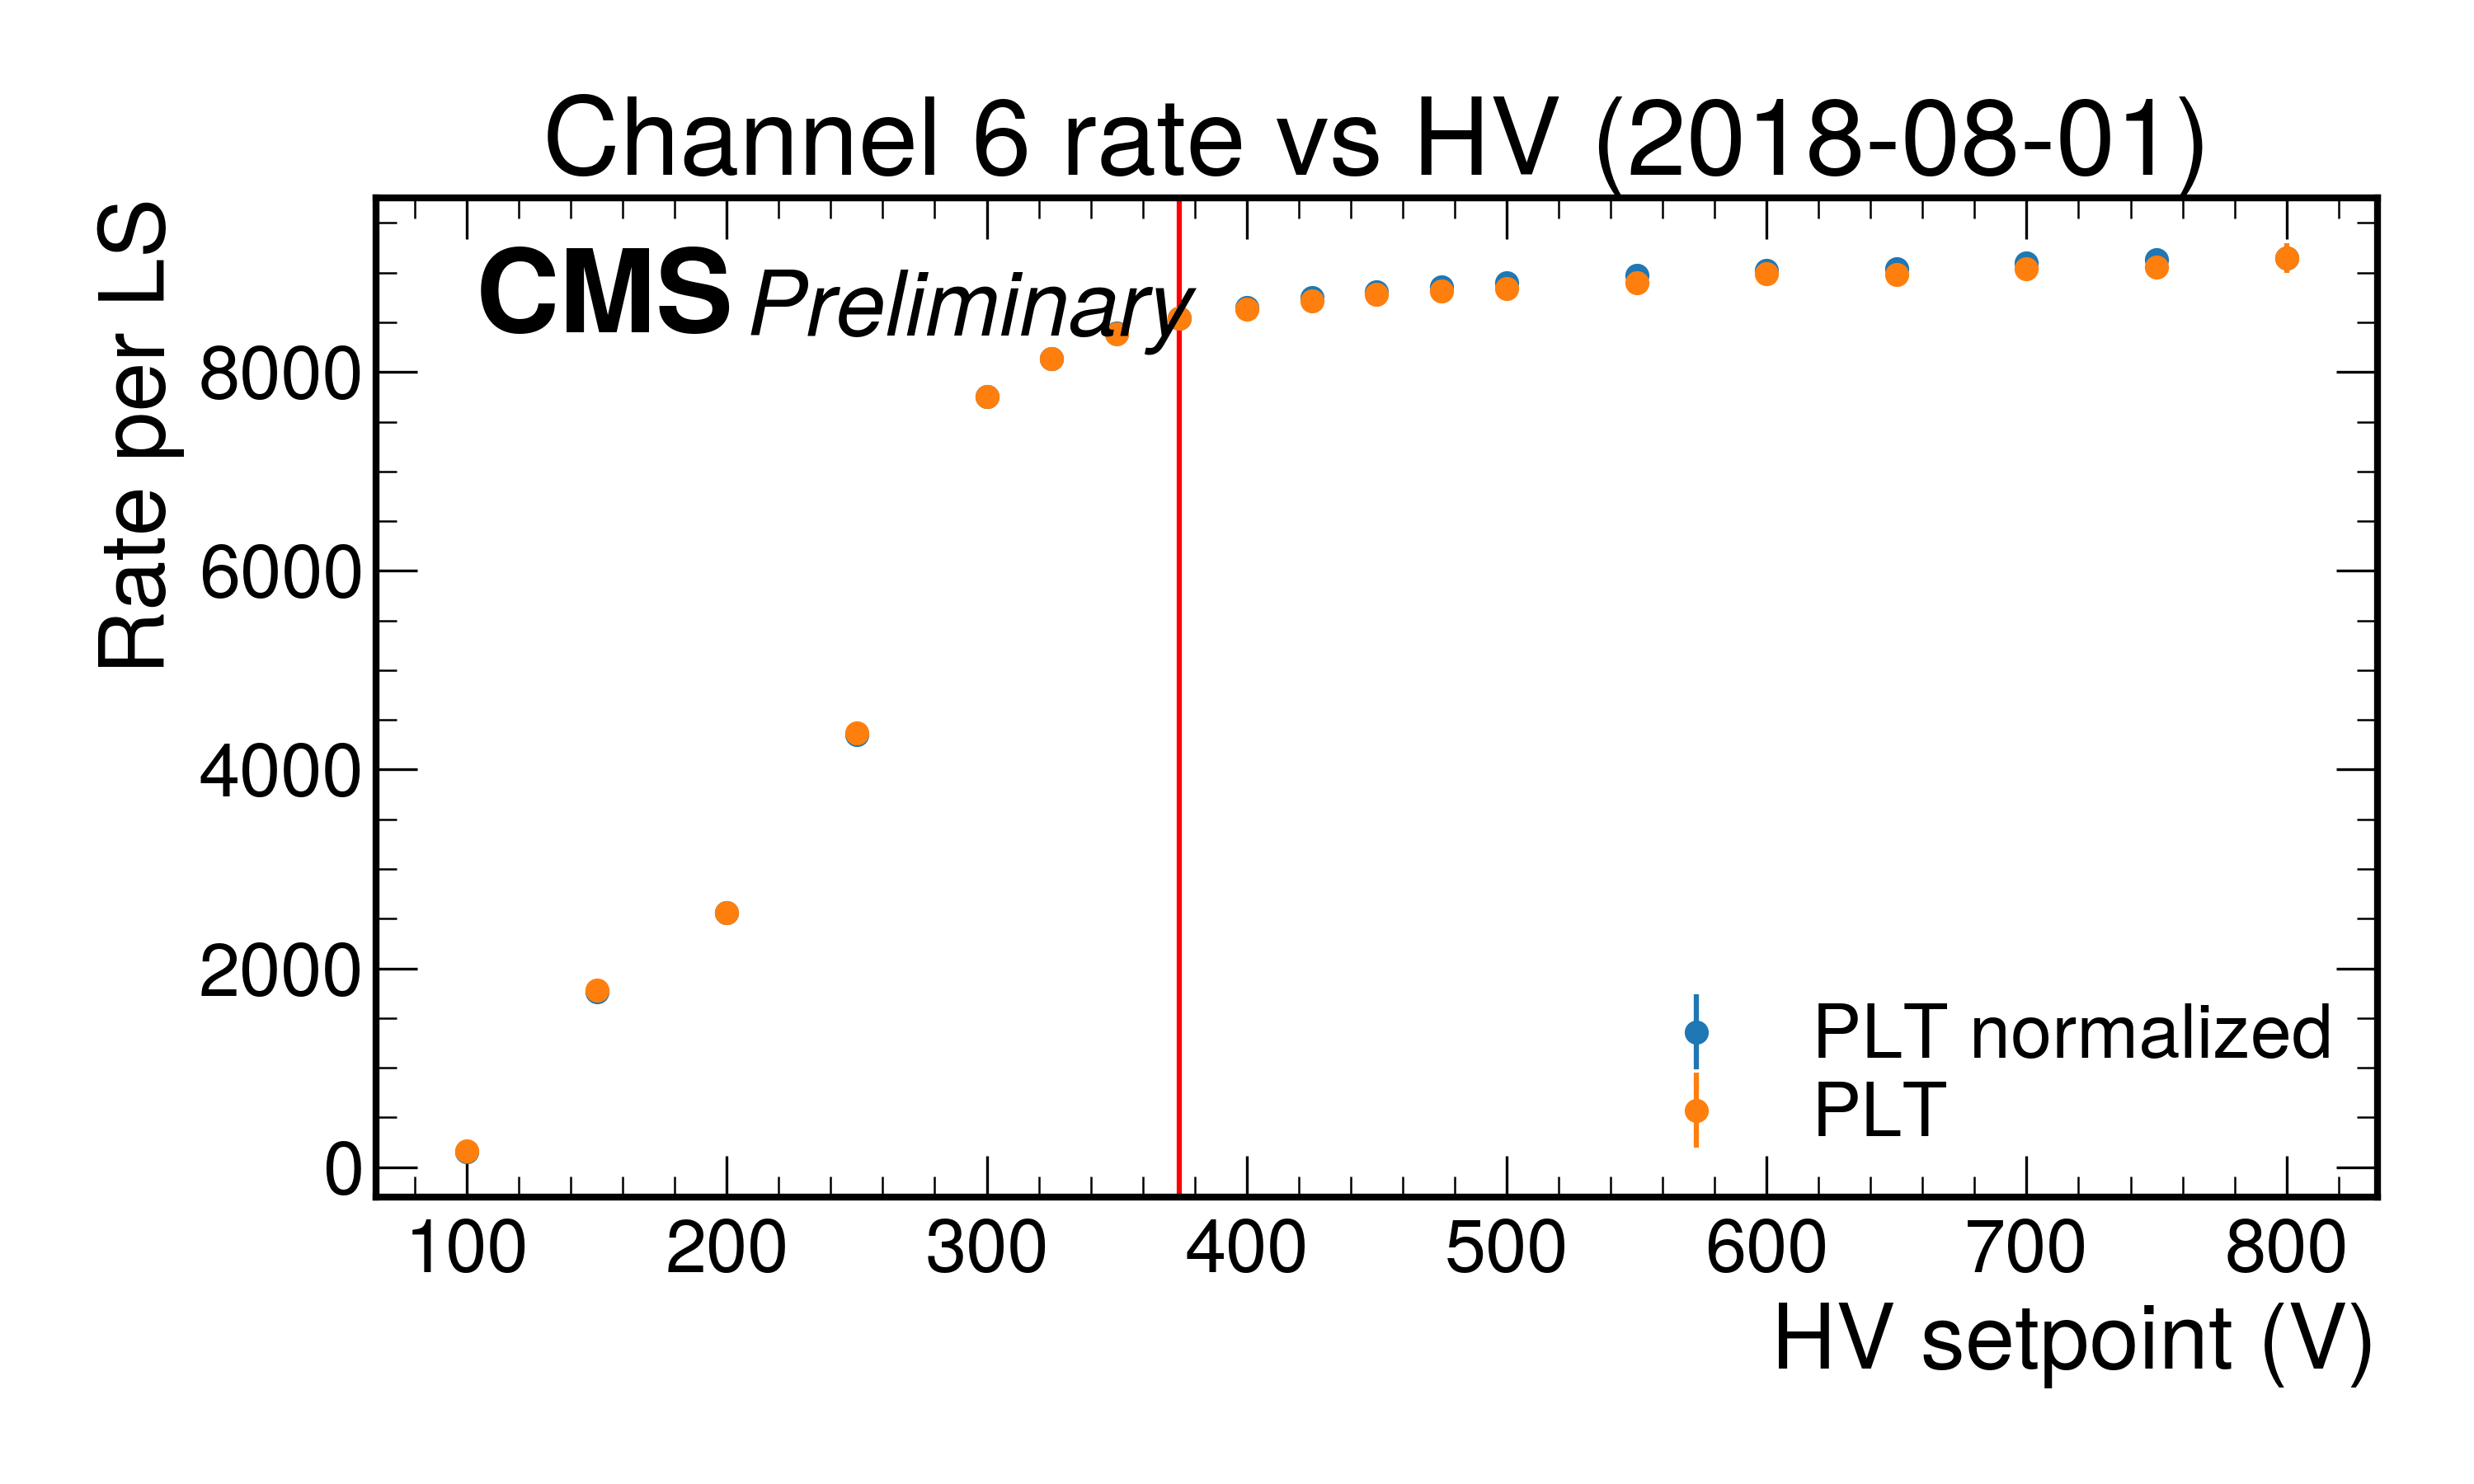 Channel 6 rate vs HV (2018-08-01)
CMS Preliminary
Rate per LS
8000
6000
4000
2000
0
PLT normalized
PLT
100 200 300 400 500 600 700 800
HV setpoint (V)